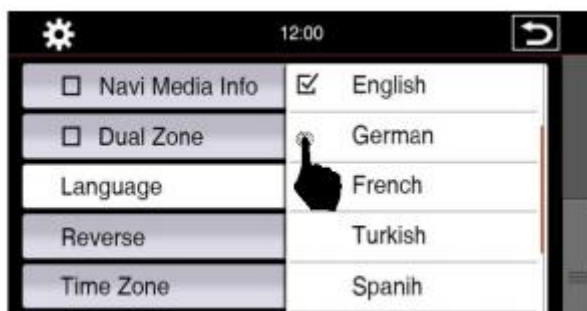 12:00
Navi Media Info
Dual Zone
Language
Reverse
Time Zone
English
German
French
Turkish
Spanih